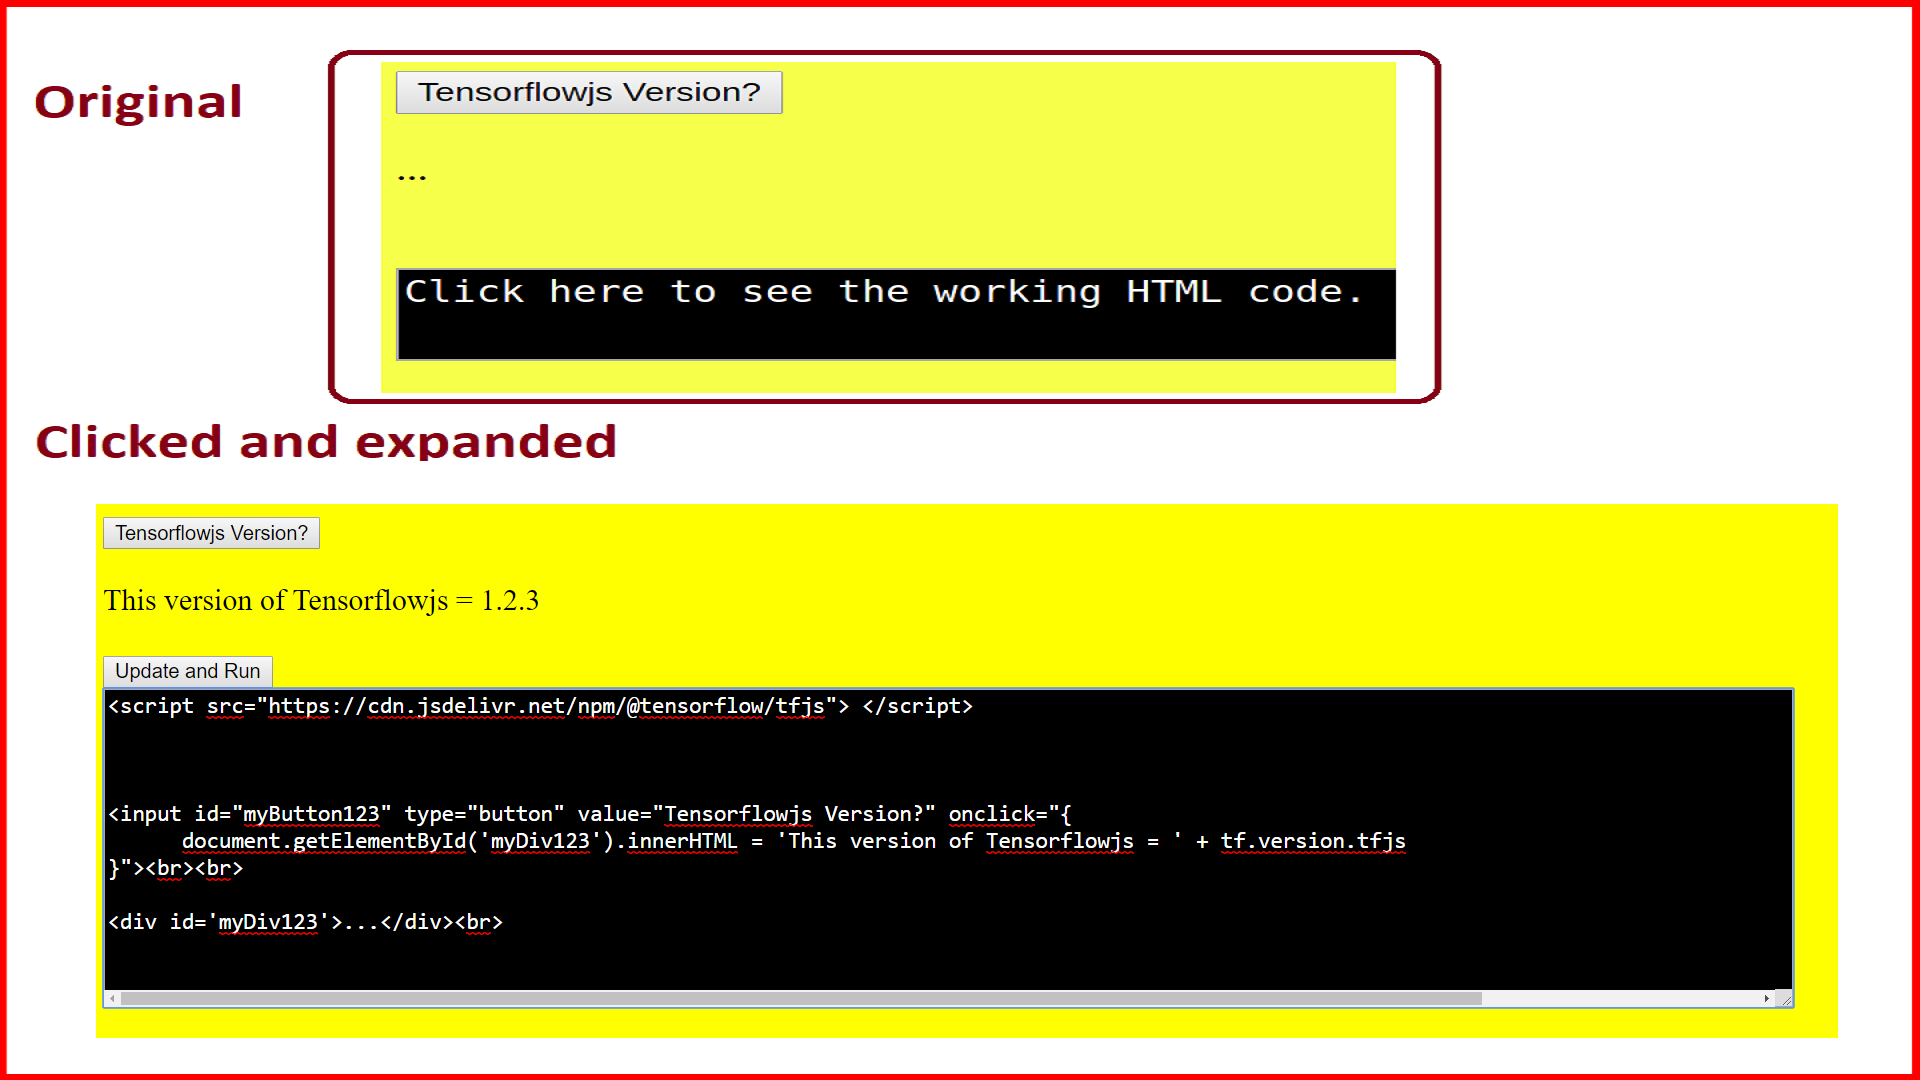 Original
Tensorflowjs Version?
...
Click here to see the working HTML code.
Clicked and expanded
Tensorflowjs Version?
This version of Tensorflowjs = 1.2.3
Update and Run
<script src="https://cdn.jsdelivr.net/npm/@tensorflow/tfjs"> </script>
<input id="myButton123" type="button" value="Tensorflowjs Version?" onclick="{
document.getElementById('myDiv123').innerHTML = 'This version of Tensorflowjs = ' + tf.version.tfjs
}"><br><br>
<div id='myDiv123'>...</div><br>